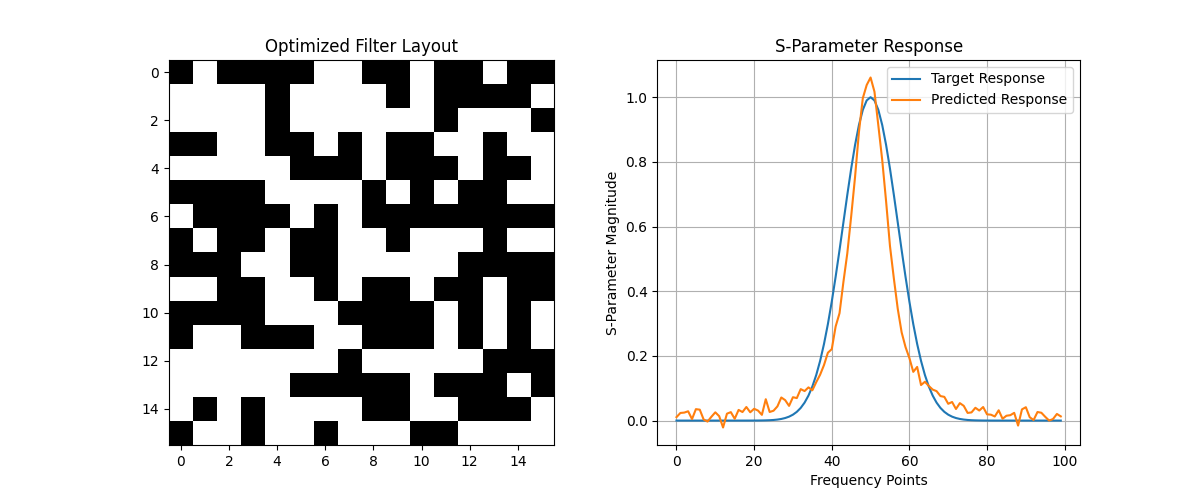 Optimized Filter Layout
0
2
4
6
8
10
12
14
0 2 4 6 8 10 12 14
S-Parameter Response
Target Response
Predicted Response
S-Parameter Magnitude
1.0
0.8
0.6
0.4
0.2
0.0
0 20 40 60 80 100
Frequency Points